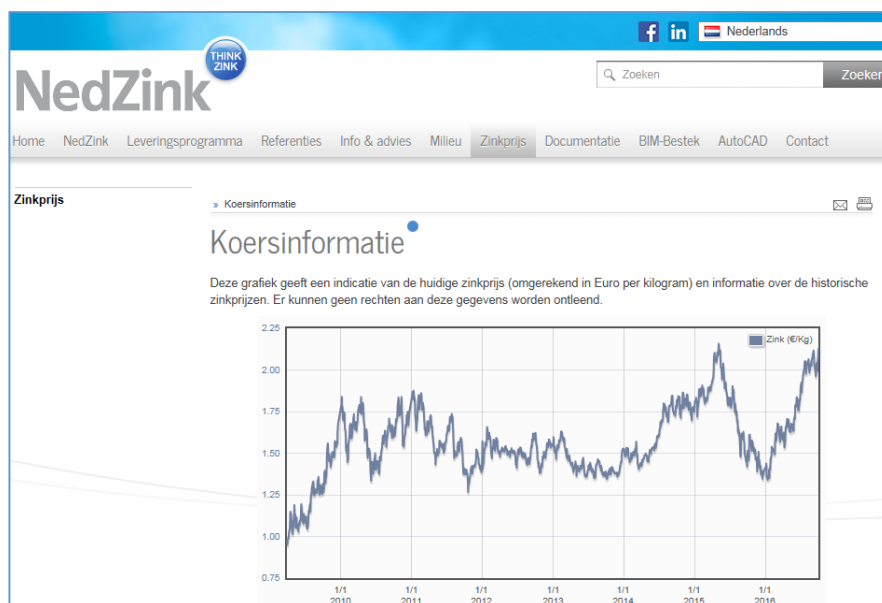 f in Nederlands
THINK
ZINK
NedZink
Zoeken Zoeken
Home NedZink Leveringsprogramma Referenties Info & advies Milieu Zinkprijs Documentatie BIM-Bestek AutoCAD Contact
Zinkprijs
» Koersinformatie
Koersinformatie
Deze grafiek geeft een indicatie van de huidige zinkprijs (omgerekend in Euro per kilogram) en informatie over de historische
zinkprijzen. Er kunnen geen rechten aan deze gegevens worden ontleend.
2.25
Zink (€/Kg)
2.00
1.75
1.50
1.25
1.00
0.75
1/1 1/1 1/1 1/1 1/1 1/1 1/1
2010 2011 2012 2013 2014 2015 2016